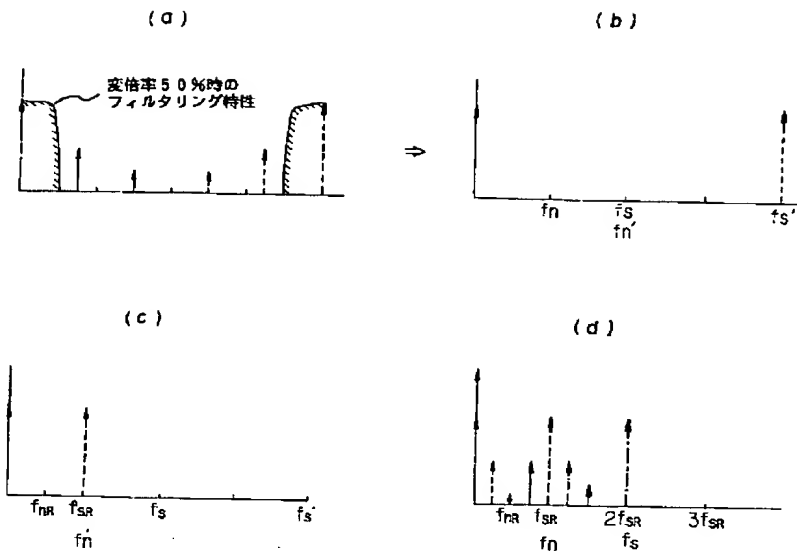 (a)
変倍率50%時の
フィルタリング特性
(b)
⇒
fn fs fs'
fn'
(c)
fnR fSR fs fs'
fn'
(d)
fnR fSR 2fSR 3fSR
fn fs